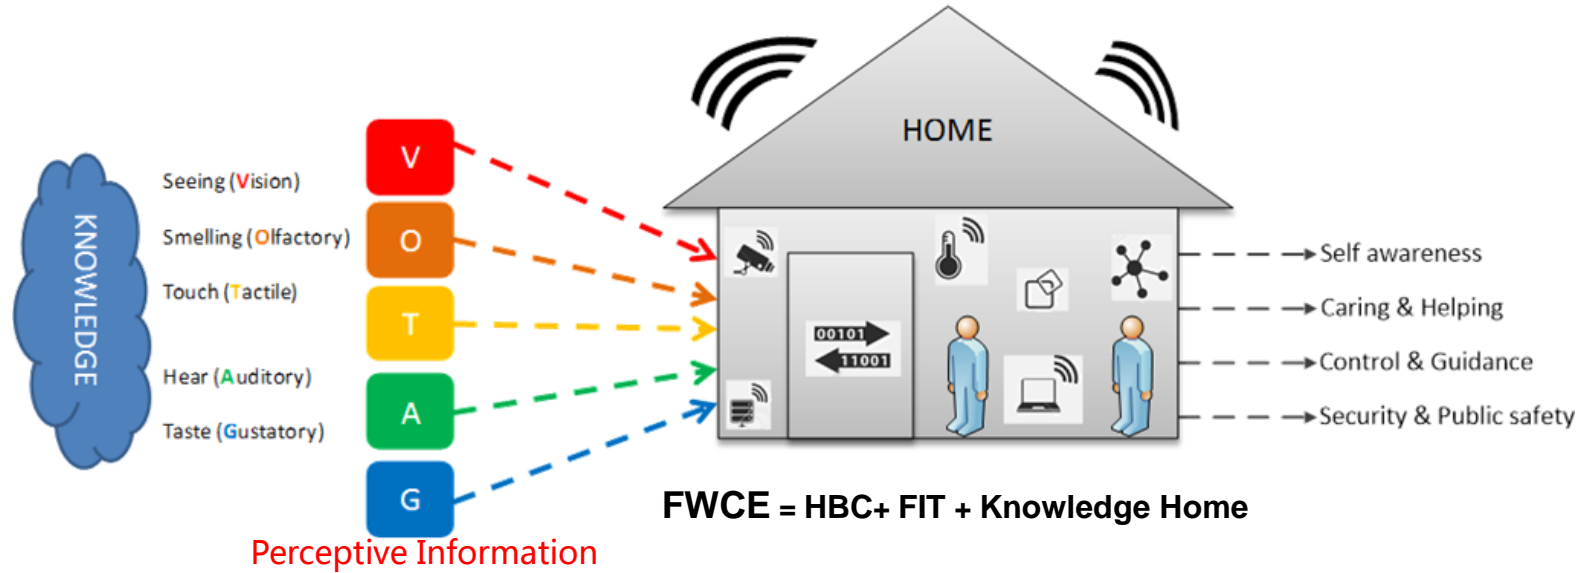 KNOWLEDGE
Seeing (Vision)
Smelling (Olfactory)
Touch (Tactile)
Hear (Auditory)
Taste (Gustatory)
V
O
T
A
G
Perceptive Information
HOME
00101
11001
FWCE = HBC+ FIT + Knowledge Home
Self awareness
Caring & Helping
Control & Guidance
Security & Public safety